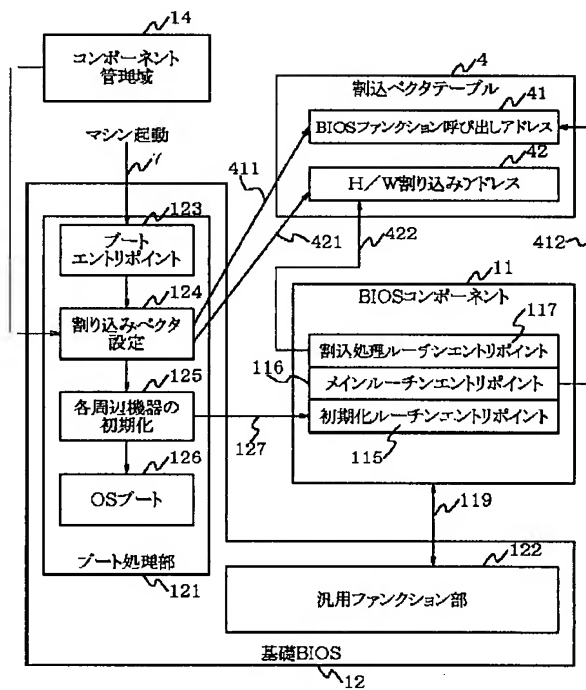 14
コンポーネント
管理域
マシン起動
7
4
割込ベクタテーブル
41
BIOSファンクション呼び出しアドレス
42
H/W割り込みアドレス
411
421
422
412
123
ブート
エントリポイント
124
割り込みベクタ
設定
125
各周辺機器の
初期化
126
OSブート
ブート処理部
121
127
11
BIOSコンポーネント
117
割込処理ルーチンエントリポイント
116
メインルーチンエントリポイント
初期化ルーチンエントリポイント
115
119
122
汎用ファンクション部
基礎BIOS
12